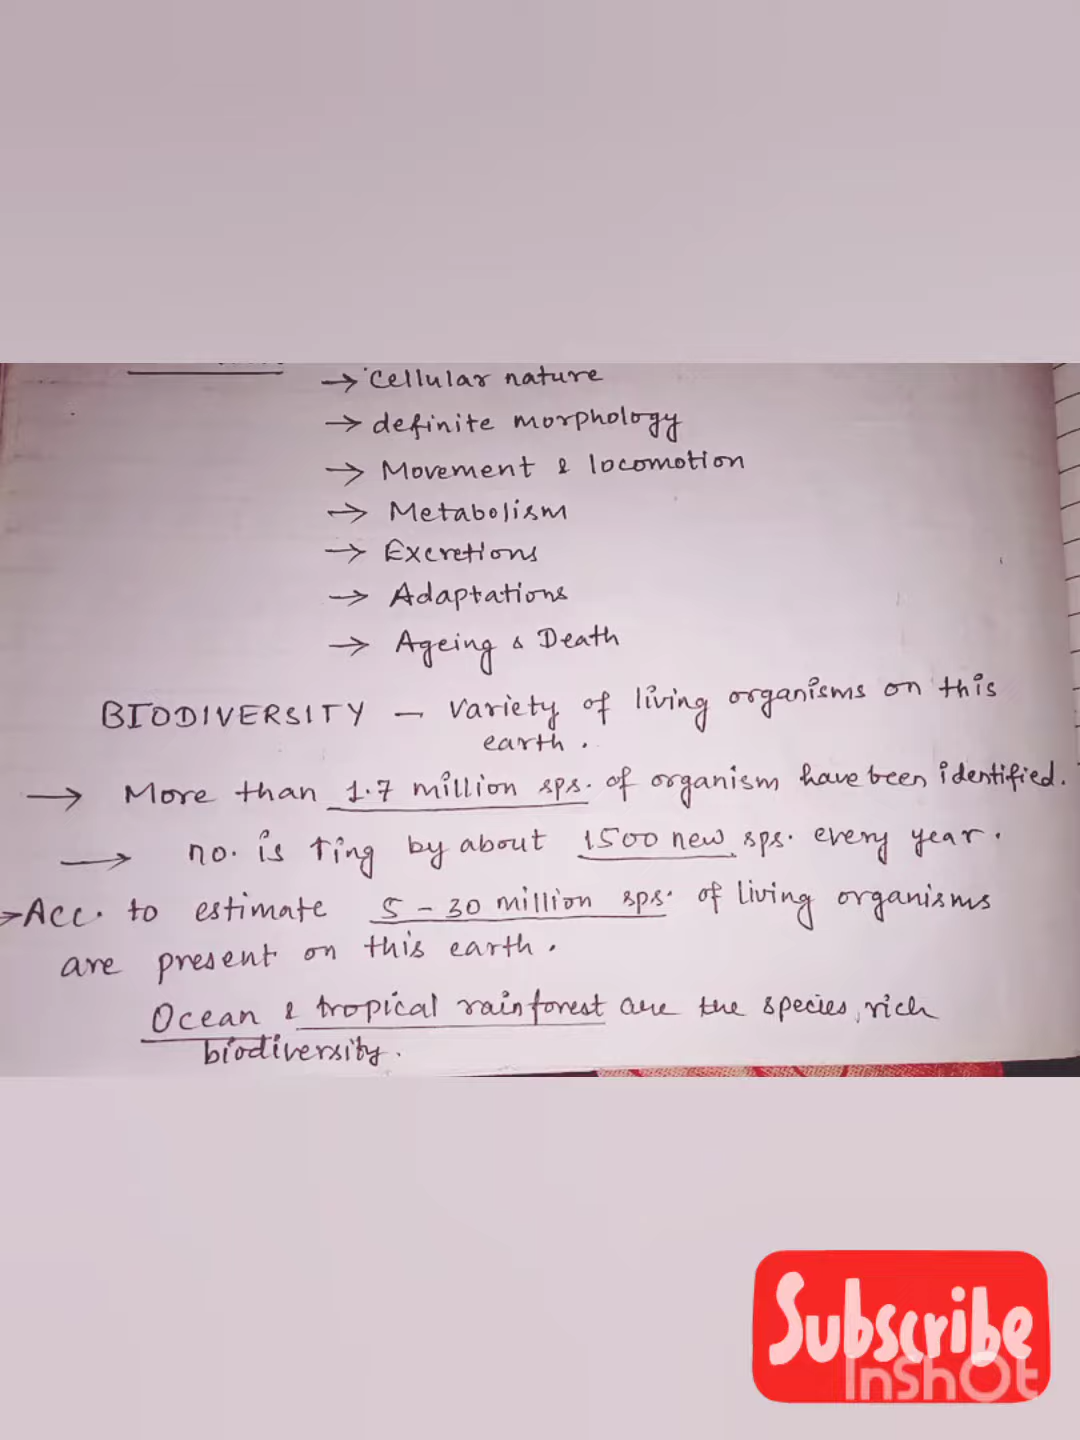 → Cellular nature
→ definite morphology
→ Movement & locomotion
→ Metabolism
→ Excretions
→ Adaptations
→ Ageing & Death
BIODIVERSITY — Variety of living organisms on this
earth.
→ More than 1.7 million sps. of organism have been identified.
→ no. is ↑ing by about 1500 new sps. every year.
→ Acc. to estimate 5-30 million sps. of living organisms
are present on this earth.
Ocean & tropical rainforest are the species, rich
biodiversity.
Subscribe
InShOt